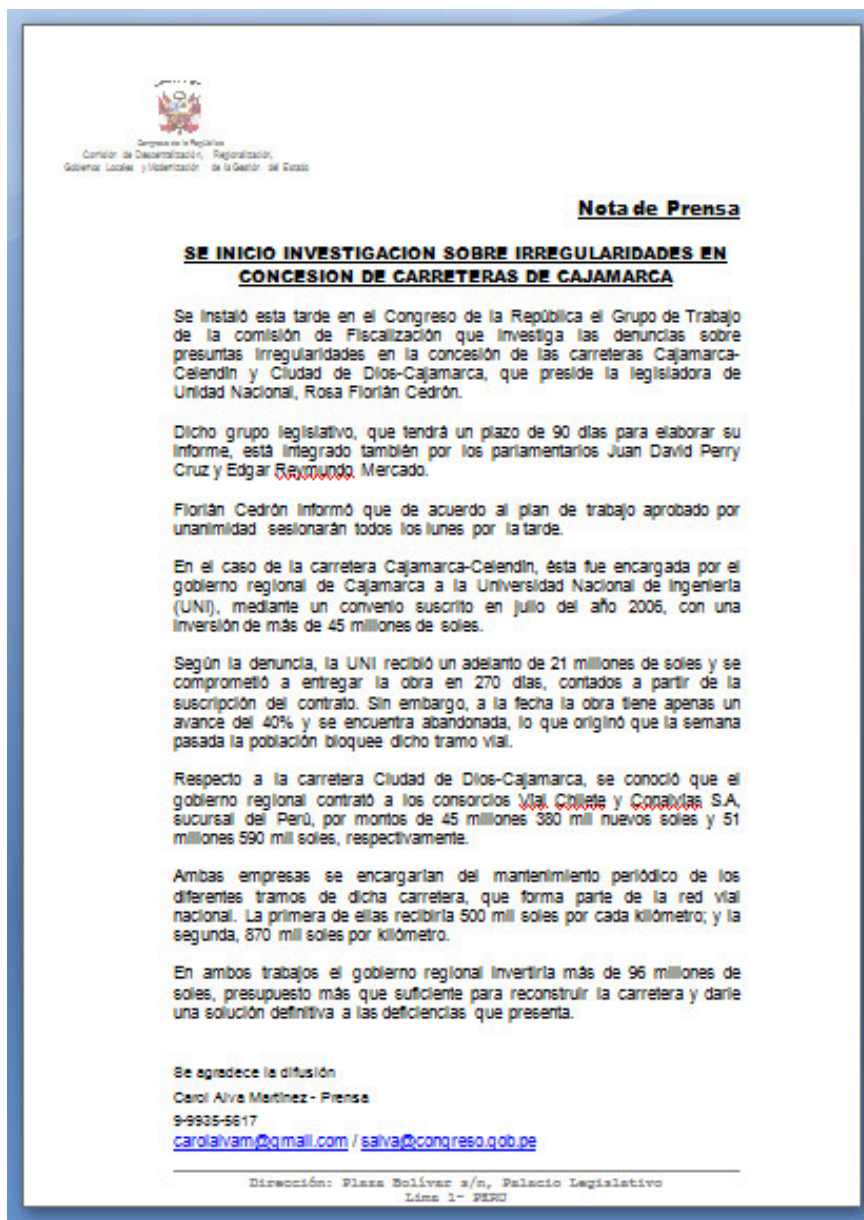 Congreso de la República
Comisión de Descentralización, Regionalización,
Gobiernos Locales y Modernización de la Gestión del Estado
Nota de Prensa
SE INICIO INVESTIGACION SOBRE IRREGULARIDADES EN
CONCESION DE CARRETERAS DE CAJAMARCA
Se instaló esta tarde en el Congreso de la República el Grupo de Trabajo
de la comisión de Fiscalización que investiga las denuncias sobre
presuntas irregularidades en la concesión de las carreteras Cajamarca-
Celendín y Ciudad de Dios-Cajamarca, que preside la legisladora de
Unidad Nacional, Rosa Florián Cedrón.
Dicho grupo legislativo, que tendrá un plazo de 90 días para elaborar su
informe, está integrado también por los parlamentarios Juan David Perry
Cruz y Edgar Reymundo Mercado.
Florián Cedrón informó que de acuerdo al plan de trabajo aprobado por
unanimidad sesionarán todos los lunes por la tarde.
En el caso de la carretera Cajamarca-Celendín, ésta fue encargada por el
gobierno regional de Cajamarca a la Universidad Nacional de Ingeniería
(UNI), mediante un convenio suscrito en julio del año 2006, con una
inversión de más de 45 millones de soles.
Según la denuncia, la UNI recibió un adelanto de 21 millones de soles y se
comprometió a entregar la obra en 270 días, contados a partir de la
suscripción del contrato. Sin embargo, a la fecha la obra tiene apenas un
avance del 40% y se encuentra abandonada, lo que originó que la semana
pasada la población bloquee dicho tramo vial.
Respecto a la carretera Ciudad de Dios-Cajamarca, se conoció que el
gobierno regional contrató a los consorcios Vial Chilete y Conalvias S.A,
sucursal del Perú, por montos de 45 millones 380 mil nuevos soles y 51
millones 590 mil soles, respectivamente.
Ambas empresas se encargarían del mantenimiento periódico de los
diferentes tramos de dicha carretera, que forma parte de la red vial
nacional. La primera de ellas recibiría 500 mil soles por cada kilómetro; y la
segunda, 870 mil soles por kilómetro.
En ambos trabajos el gobierno regional invertiría más de 96 millones de
soles, presupuesto más que suficiente para reconstruir la carretera y darle
una solución definitiva a las deficiencias que presenta.
Se agradece la difusión
Carol Alva Martínez - Prensa
9-9935-5617
carolalvam@gmail.com / salva@congreso.gob.pe
Dirección: Plaza Bolívar s/n, Palacio Legislativo
Lima 1- PERU